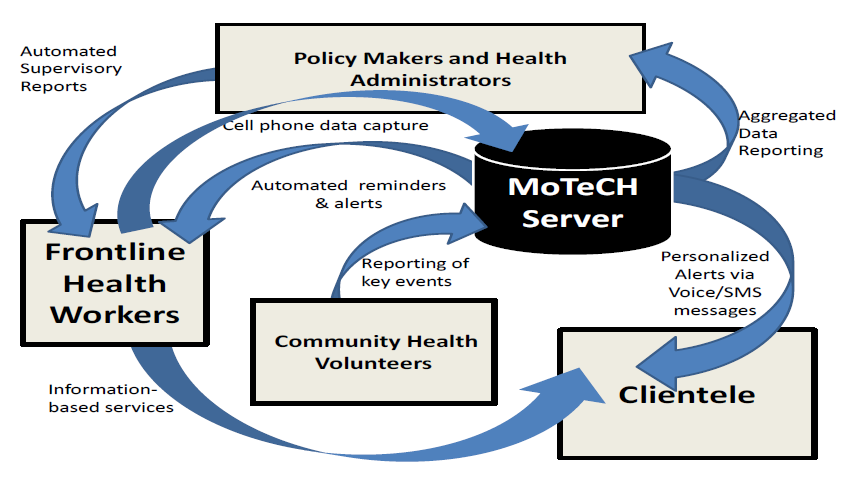 Automated
Supervisory
Reports
Policy Makers and Health
Administrators
Aggregated
Data
Reporting
Cell phone data capture
Automated reminders
& alerts
MoTeCH
Server
Frontline
Health
Workers
Reporting of
key events
Personalized
Alerts via
Voice/SMS
messages
Community Health
Volunteers
Information-
based services
Clientele